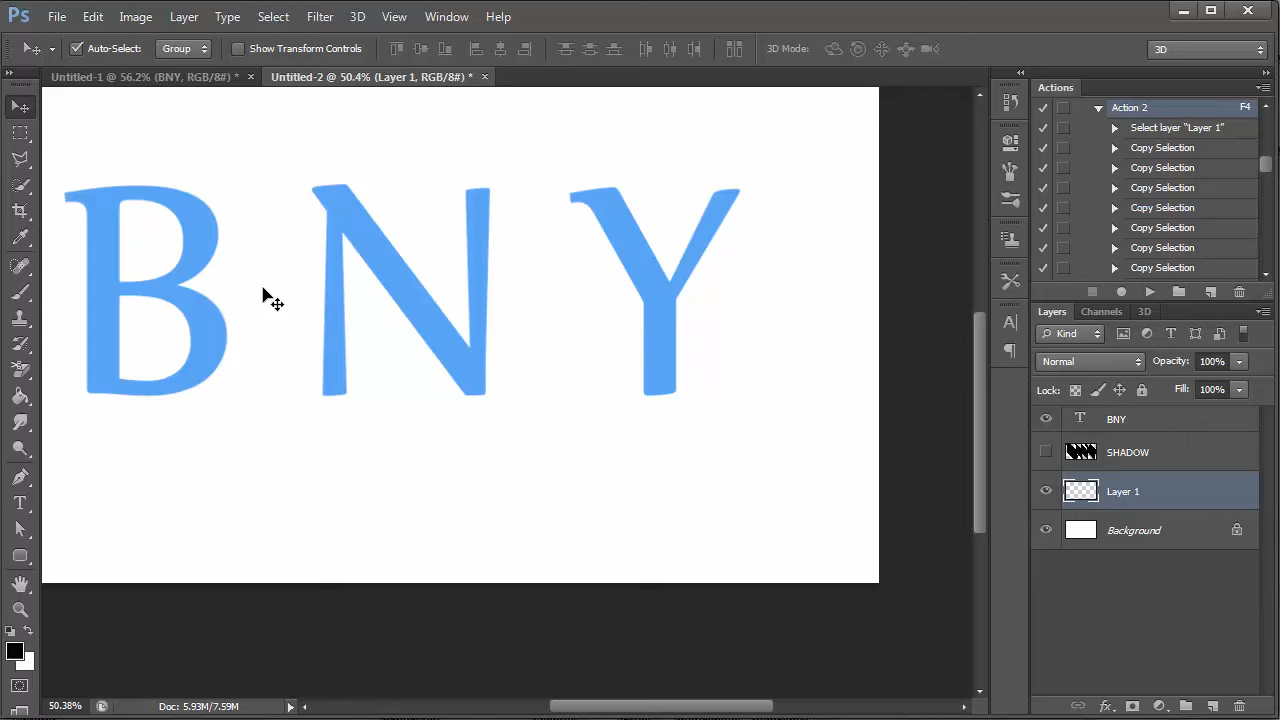 Ps File Edit Image Layer Type Select Filter 3D View Window Help
Auto-Select: Group Show Transform Controls 3D Mode: 3D
Untitled-1 @ 56.2% (BNY, RGB/8#) * × Untitled-2 @ 50.4% (Layer 1, RGB/8#) * ×
Actions
Action 2 F4
Select layer "Layer 1"
Copy Selection
Copy Selection
Copy Selection
Copy Selection
Copy Selection
Copy Selection
Copy Selection
BNY
Layers Channels 3D
Kind
Normal Opacity: 100%
Lock: Fill: 100%
T BNY
SHADOW
Layer 1
Background
50.38% Doc: 5.93M/7.59M